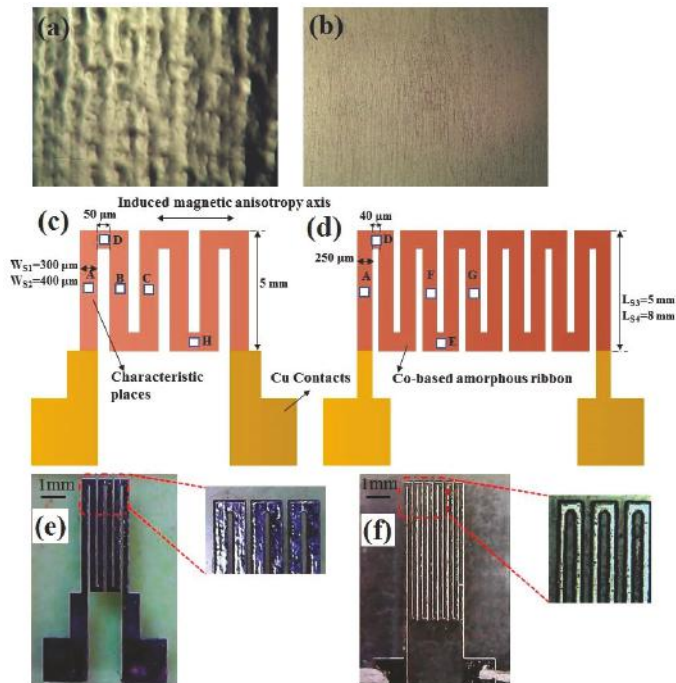 (a)
(b)
(c)
50 μm
Induced magnetic anisotropy axis
(d)
40 μm
D
D
W_S1=300 μm
W_S2=400 μm
A
B
C
5 mm
250 μm
A
F
G
L_S3=5 mm
L_S4=8 mm
H
E
Characteristic
places
Cu Contacts
Co-based amorphous ribbon
1mm
(e)
1mm
(f)